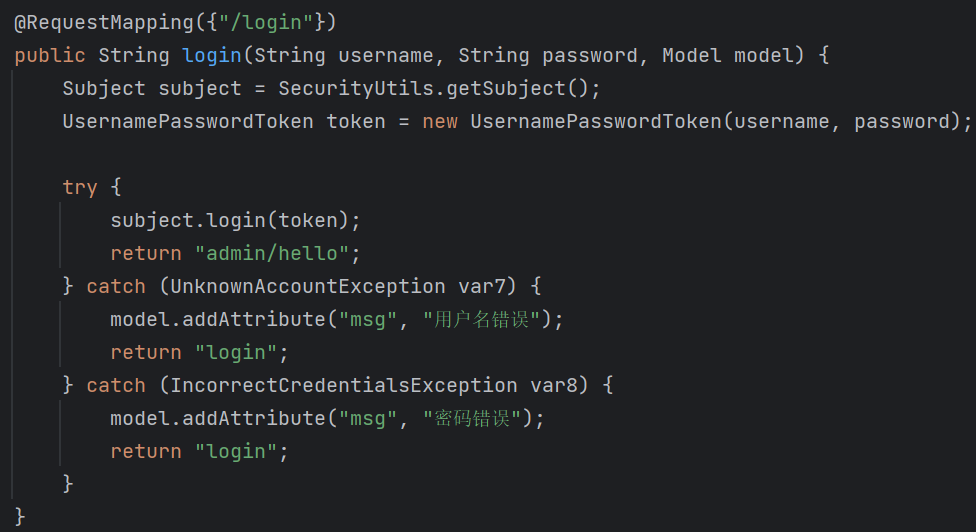 @RequestMapping({"/login"})
public String login(String username, String password, Model model) {
    Subject subject = SecurityUtils.getSubject();
    UsernamePasswordToken token = new UsernamePasswordToken(username, password);
    try {
        subject.login(token);
        return "admin/hello";
    } catch (UnknownAccountException var7) {
        model.addAttribute("msg", "用户名错误");
        return "login";
    } catch (IncorrectCredentialsException var8) {
        model.addAttribute("msg", "密码错误");
        return "login";
    }
}